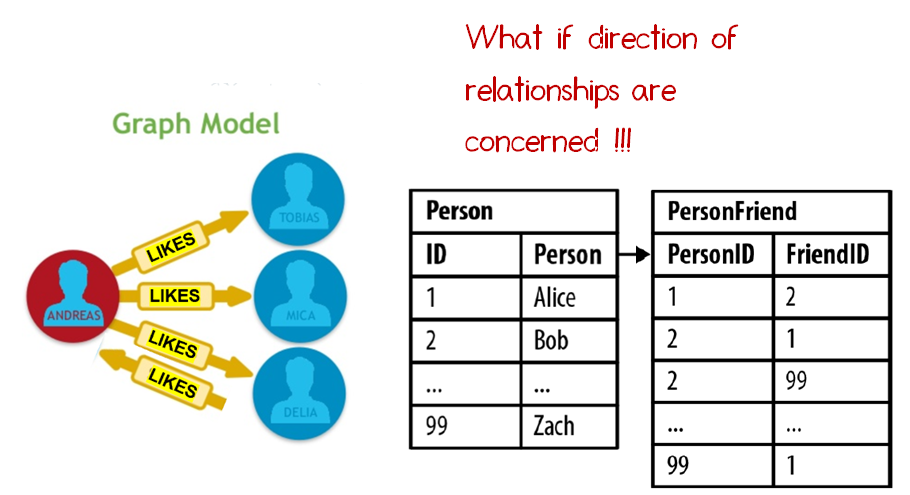 What if direction of
relationships are
concerned !!!
Graph Model
TOBIAS
LIKES
ANDREAS
LIKES
MICA
LIKES
LIKES
DELIA
Person
ID Person
1 Alice
2 Bob
... ...
99 Zach
PersonFriend
PersonID FriendID
1 2
2 1
2 99
... ...
99 1